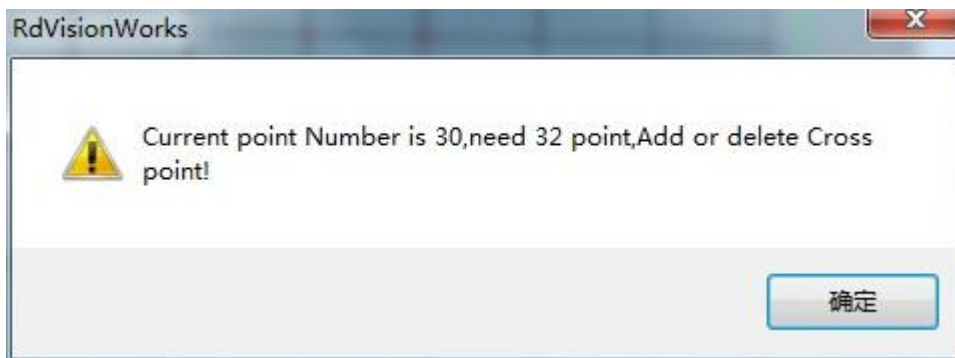 RdVisionWorks
Current point Number is 30,need 32 point,Add or delete Cross
point!
确定